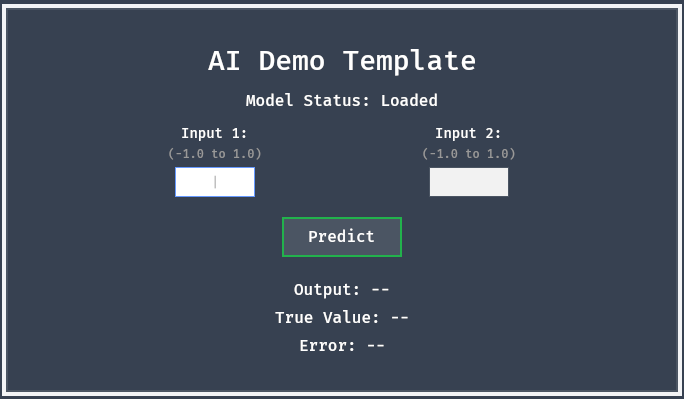 AI Demo Template
Model Status: Loaded
Input 1:
(-1.0 to 1.0)
Input 2:
(-1.0 to 1.0)
Predict
Output: --
True Value: --
Error: --